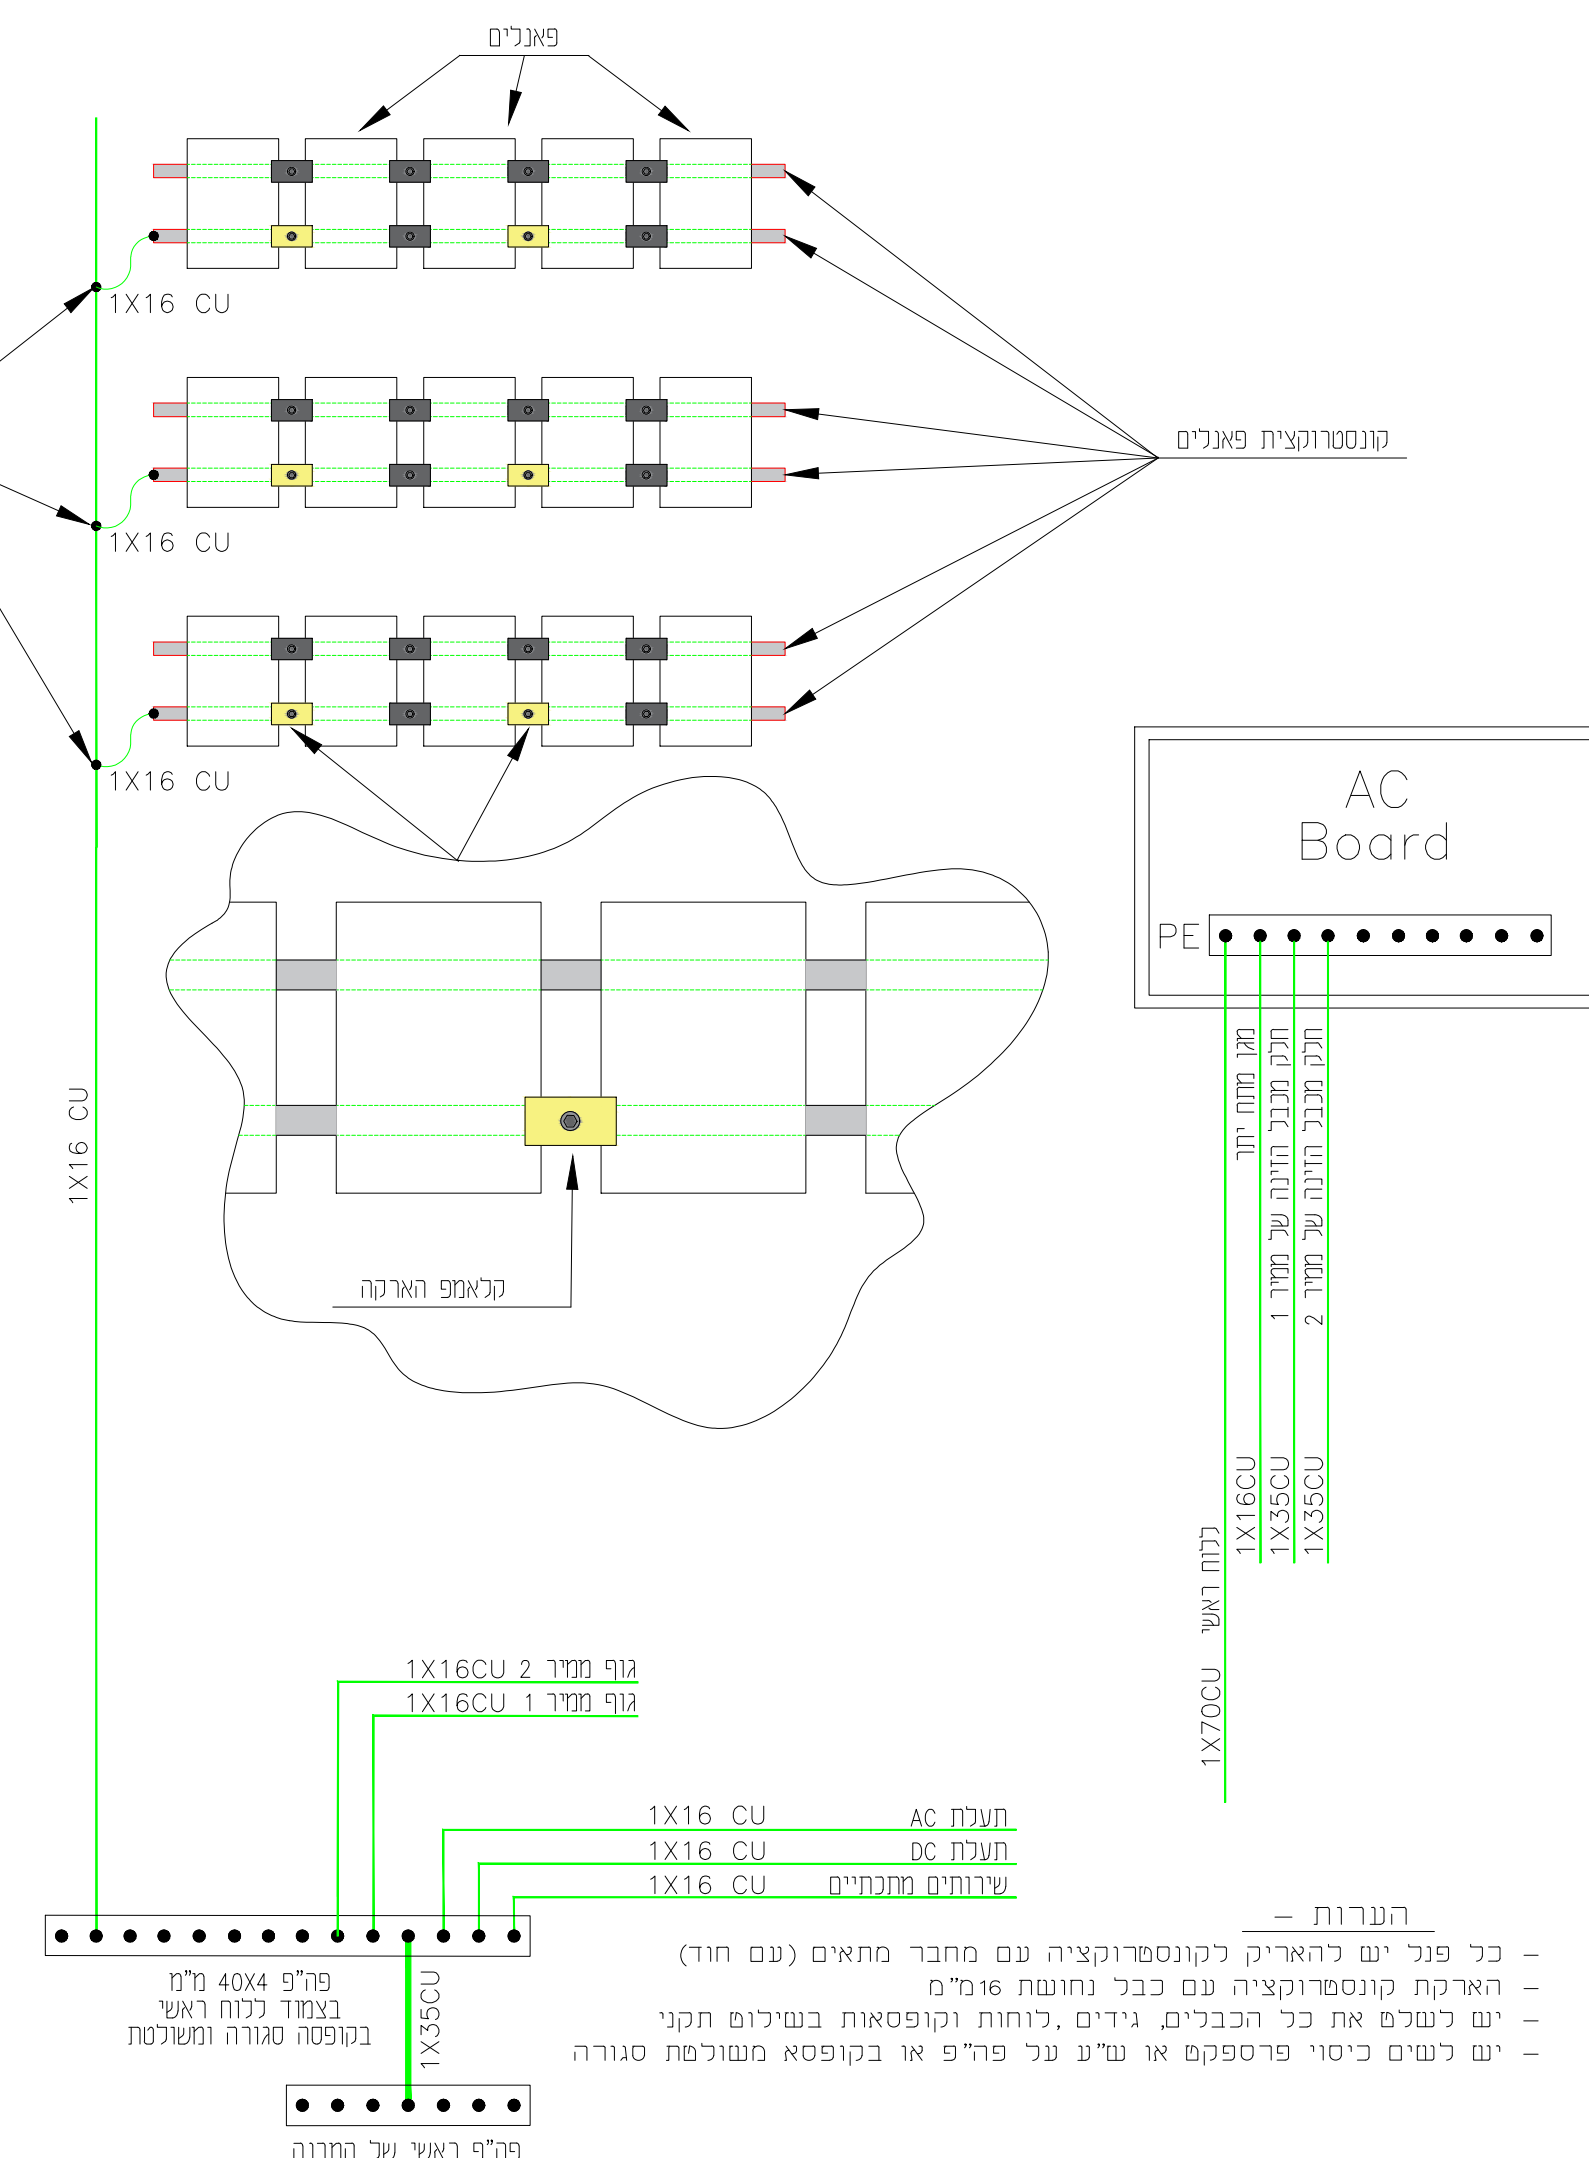 פאנלים
1X16 CU
קונסטרוקצית פאנלים
1X16 CU
1X16 CU
AC
Board
PE
1X16 CU
קלאמפ הארקה
מגן מתח יתר
חלק מכבל הזינה של ממיר 1
חלק מכבל הזינה של ממיר 2
1X16CU
1X35CU
1X35CU
ללוח ראשי
1X70CU
גוף ממיר 2 1X16CU
גוף ממיר 1 1X16CU
תעלת AC 1X16 CU
תעלת DC 1X16 CU
שירותים מתכתיים 1X16 CU
פה"פ 40X4 מ"מ
בצמוד ללוח ראשי
בקופסה סגורה ומשולטת
1X35CU
פה"פ ראשי של המבנה
הערות –
– כל פנל יש להאריק לקונסטרוקציה עם מחבר מתאים (עם חוד)
– הארקת קונסטרוקציה עם כבל נחושת 16מ"מ
– יש לשלט את כל הכבלים, גידים ,לוחות וקופסאות בשילוט תקני
– יש לשים כיסוי פרספקט או ש"ע על פה"פ או בקופסא משולטת סגורה